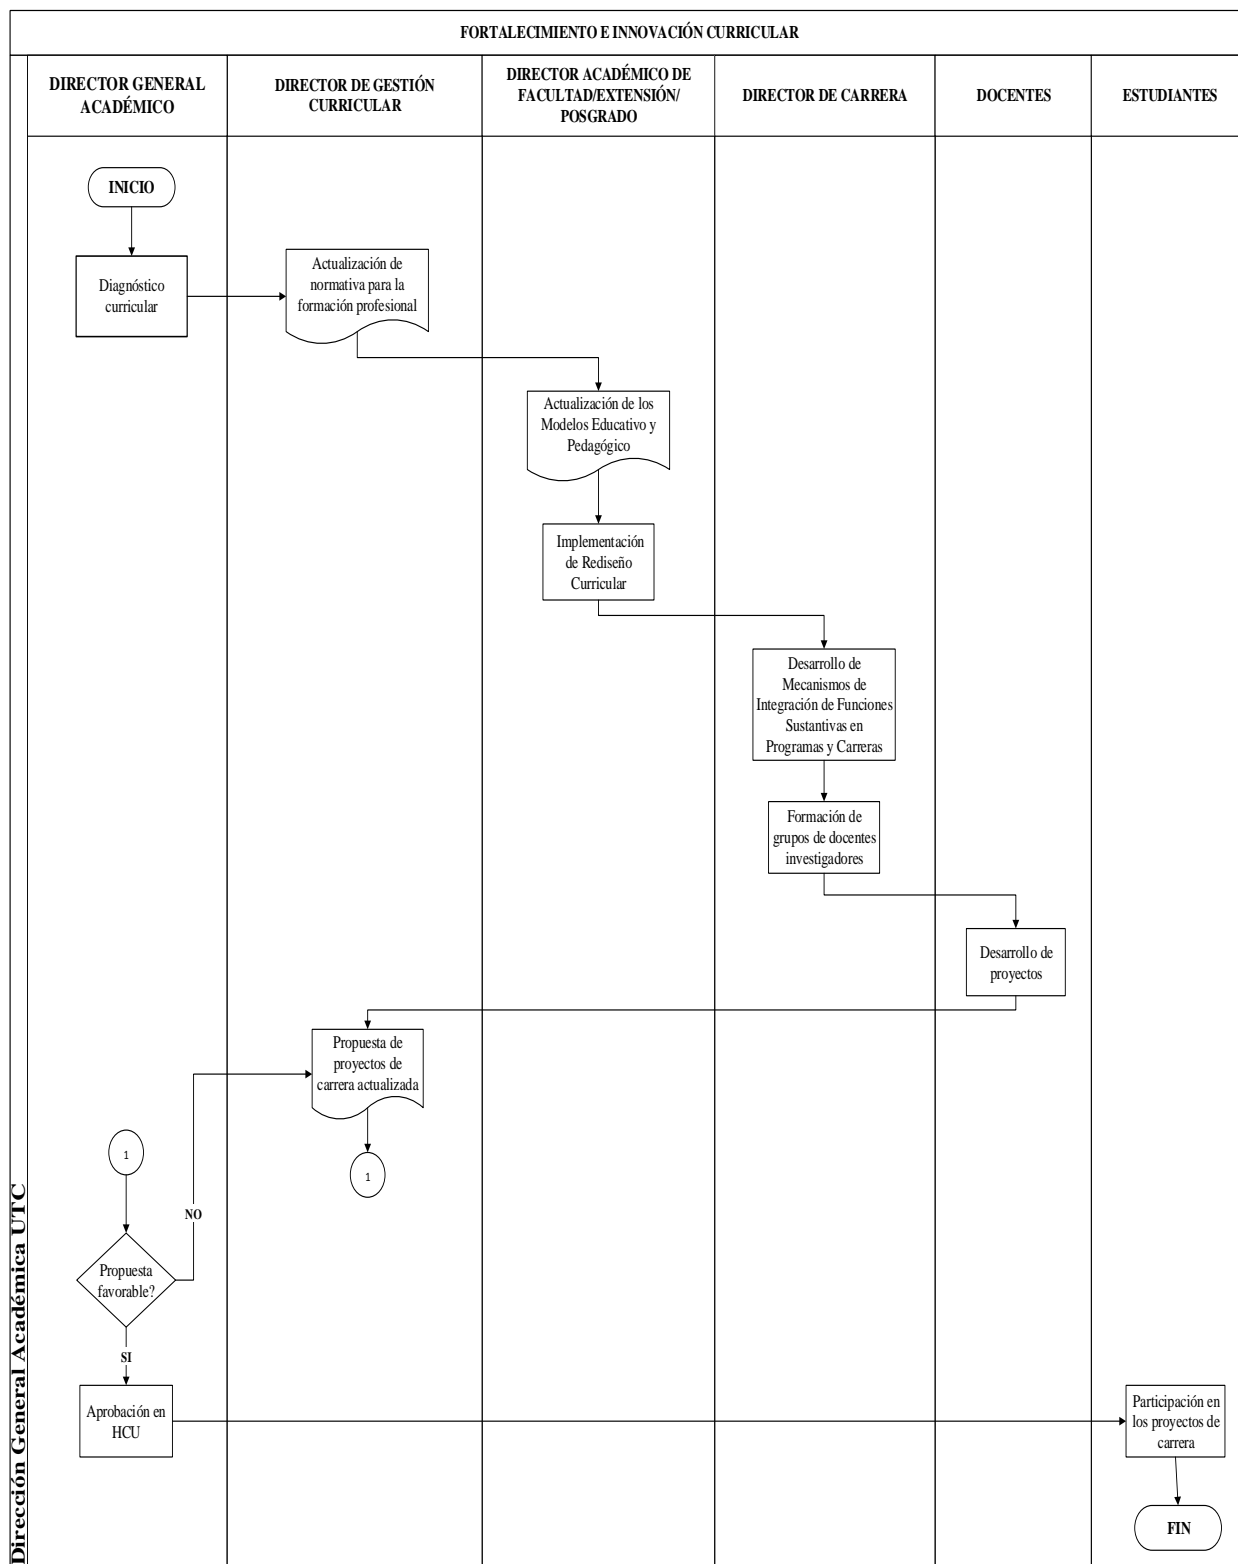 FORTALECIMIENTO E INNOVACIÓN CURRICULAR
DIRECTOR GENERAL
ACADÉMICO
DIRECTOR DE GESTIÓN
CURRICULAR
DIRECTOR ACADÉMICO DE
FACULTAD/EXTENSIÓN/
POSGRADO
DIRECTOR DE CARRERA
DOCENTES
ESTUDIANTES
INICIO
Diagnóstico
curricular
Actualización de
normativa para la
formación profesional
Actualización de los
Modelos Educativo y
Pedagógico
Implementación
de Rediseño
Curricular
Desarrollo de
Mecanismos de
Integración de Funciones
Sustantivas en
Programas y Carreras
Formación de
grupos de docentes
investigadores
Desarrollo de
proyectos
Propuesta de
proyectos de
carrera actualizada
1
1
NO
Propuesta
favorable?
SI
Aprobación en
HCU
Participación en
los proyectos de
carrera
FIN
Dirección General Académica UTC